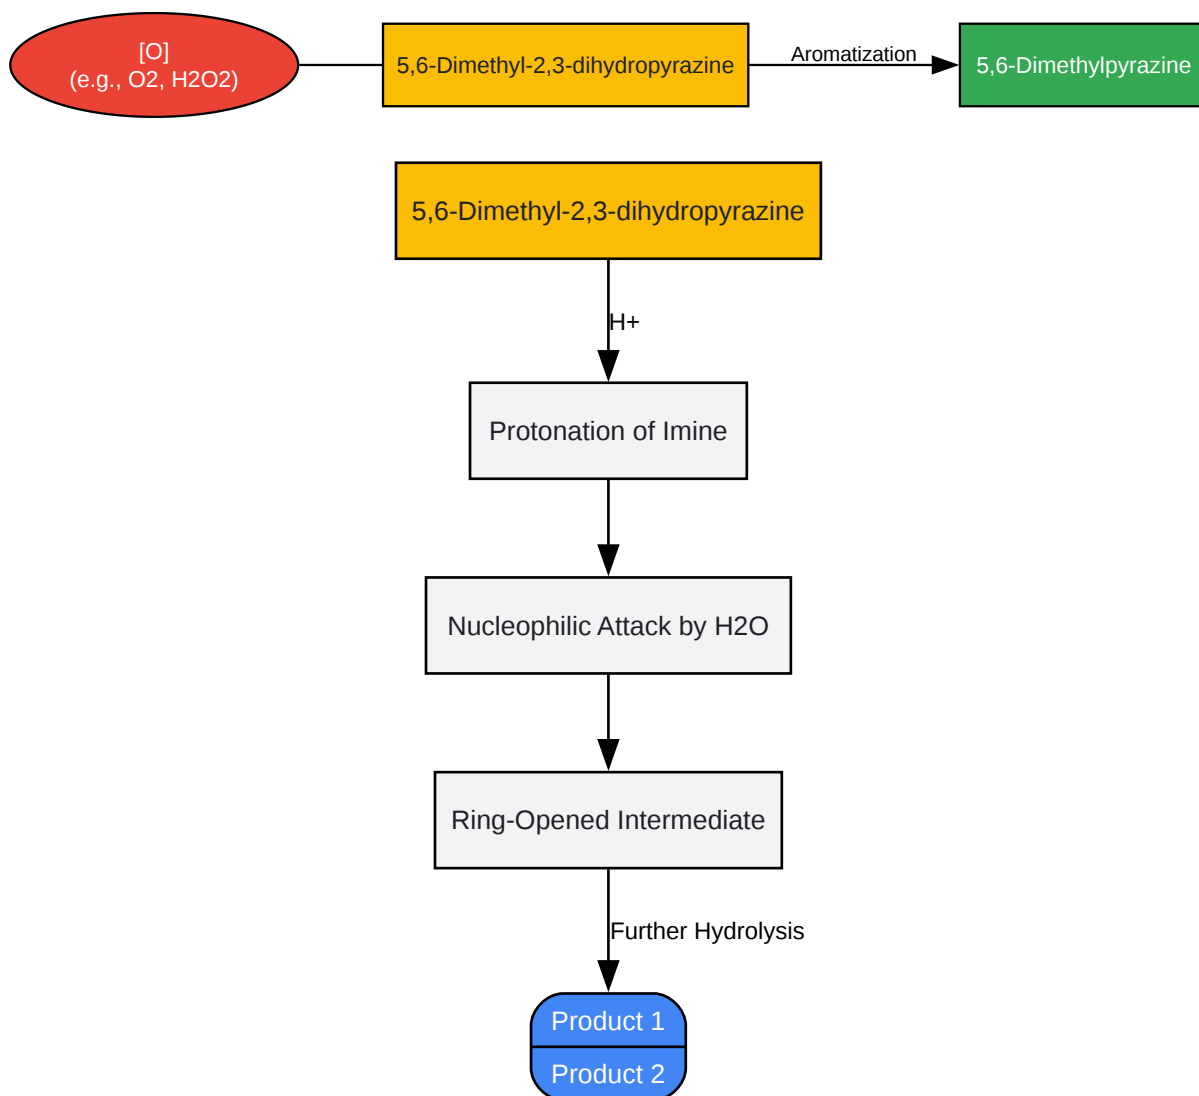 [O]
(e.g., O2, H2O2)
5,6-Dimethyl-2,3-dihydropyrazine
Aromatization
5,6-Dimethylpyrazine
5,6-Dimethyl-2,3-dihydropyrazine
H+
Protonation of Imine
Nucleophilic Attack by H2O
Ring-Opened Intermediate
Further Hydrolysis
Product 1
Product 2